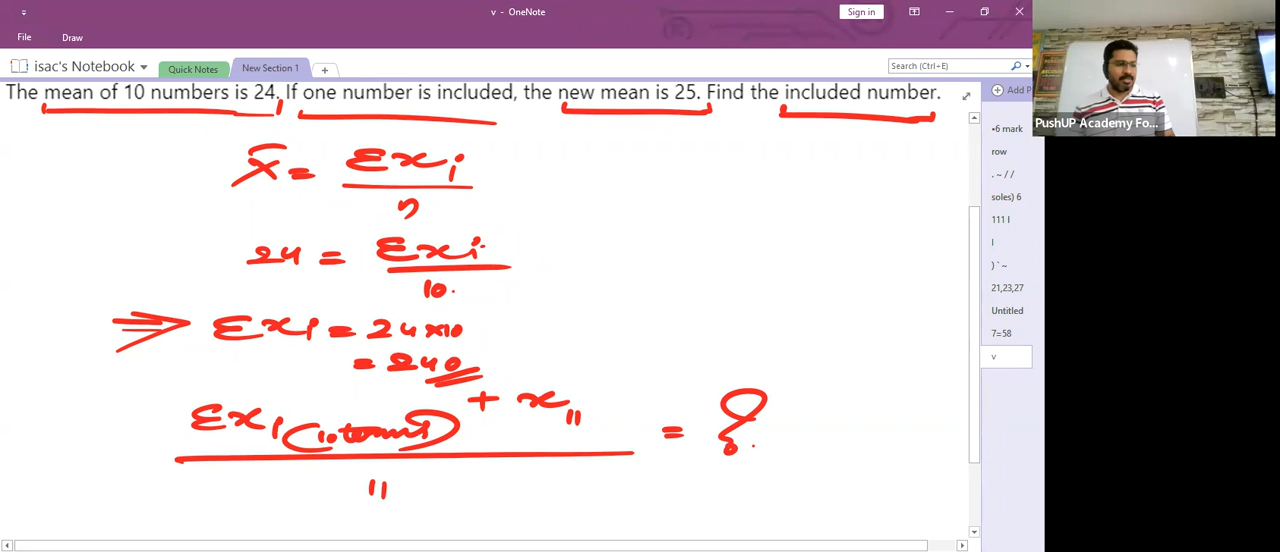 v - OneNote
Sign in
File
Draw
isac's Notebook
Quick Notes
New Section 1
+
Search (Ctrl+E)
The mean of 10 numbers is 24. If one number is included, the new mean is 25. Find the included number.
Add P
PushUP Academy Fo...
•6 mark
row
. ~ / /
soles) 6
111 I
I
) ` ~
21,23,27
Untitled
7=58
v
x̄ = Σxi / n
24 = Σxi / 10
⇒ Σxi = 24×10
= 240
Σxi (10 terms) + x11 / 11 =